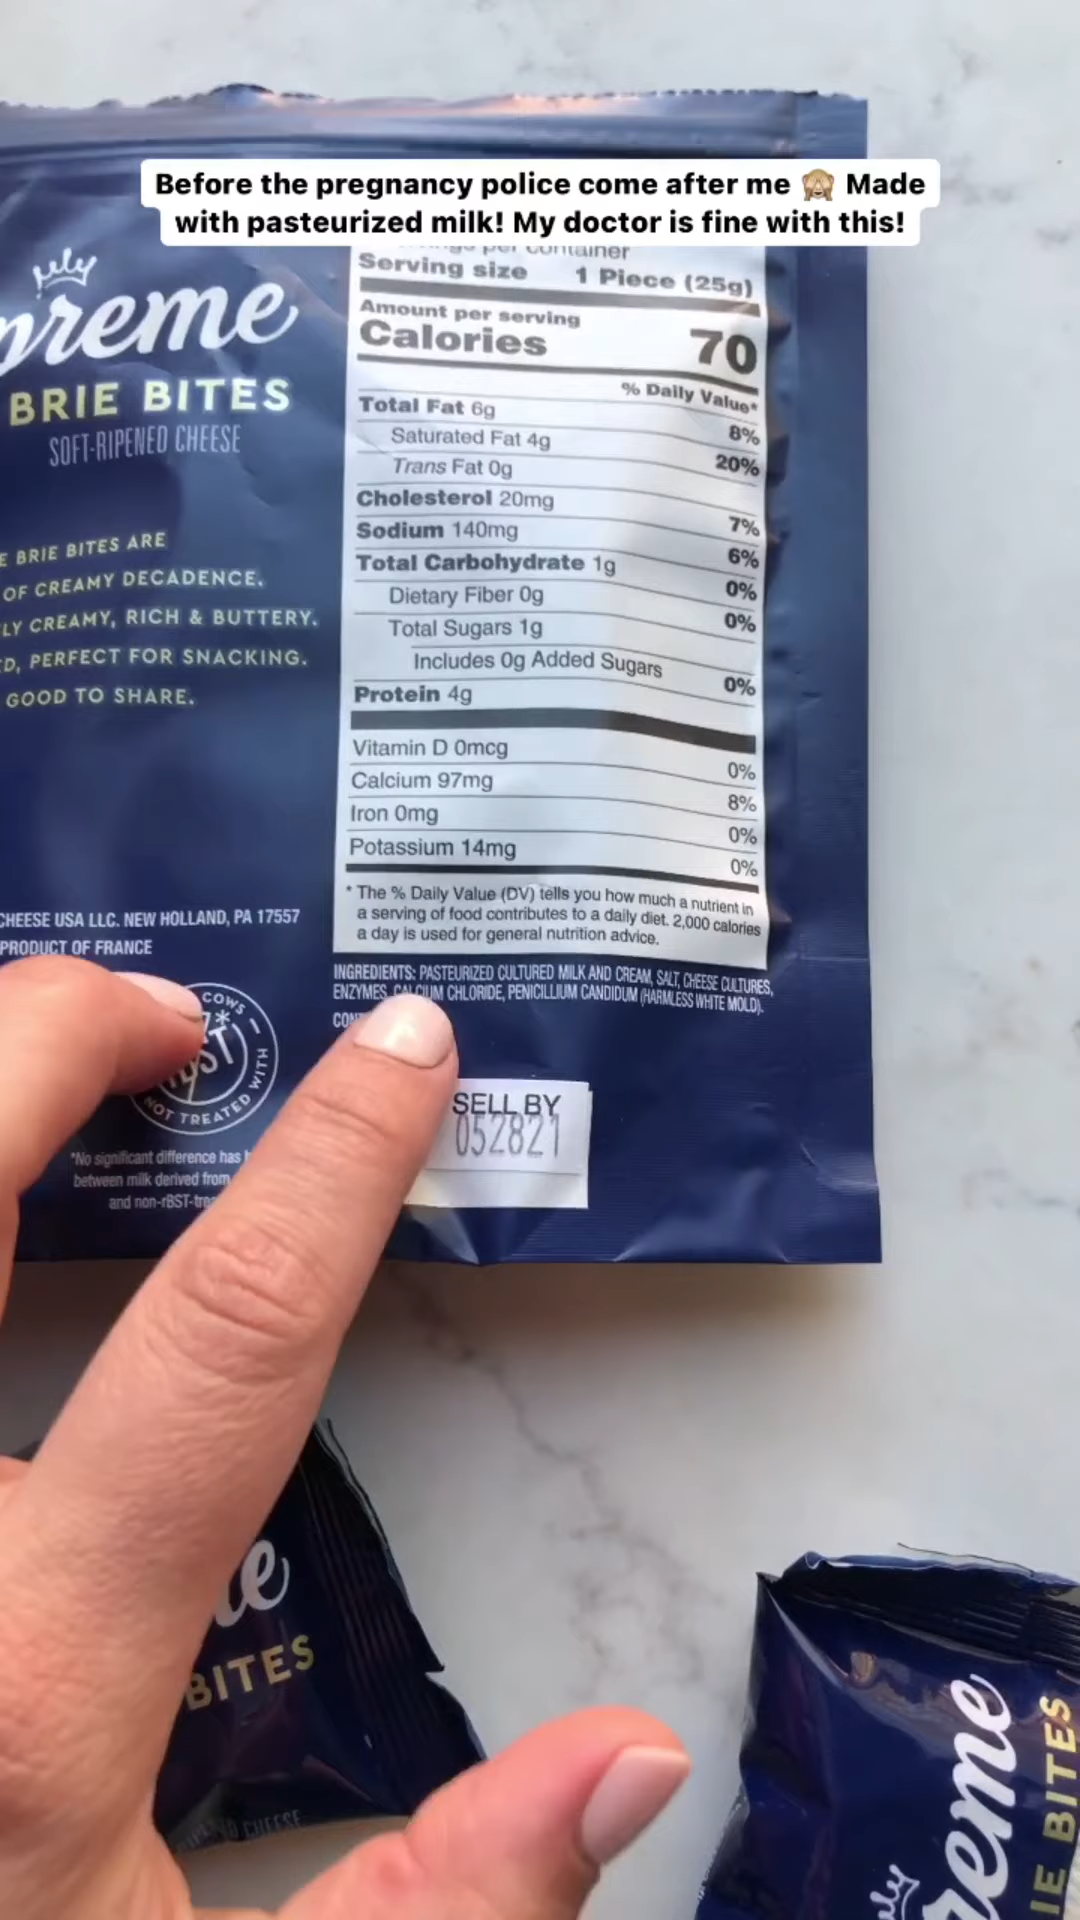 Before the pregnancy police come after me 🙈 Made
with pasteurized milk! My doctor is fine with this!
per container
Serving size 1 Piece (25g)
Amount per serving
Calories 70
% Daily Value*
Total Fat 6g 8%
Saturated Fat 4g 20%
Trans Fat 0g
Cholesterol 20mg 7%
Sodium 140mg 6%
Total Carbohydrate 1g 0%
Dietary Fiber 0g 0%
Total Sugars 1g
Includes 0g Added Sugars 0%
Protein 4g
Vitamin D 0mcg 0%
Calcium 97mg 8%
Iron 0mg 0%
Potassium 14mg 0%
* The % Daily Value (DV) tells you how much a nutrient in
a serving of food contributes to a daily diet. 2,000 calories
a day is used for general nutrition advice.
INGREDIENTS: PASTEURIZED CULTURED MILK AND CREAM, SALT, CHEESE CULTURES,
ENZYMES, CALCIUM CHLORIDE, PENICILLIUM CANDIDUM (HARMLESS WHITE MOLD).
SELL BY
052821
reme
BRIE BITES
SOFT-RIPENED CHEESE
BRIE BITES ARE
OF CREAMY DECADENCE.
LY CREAMY, RICH & BUTTERY.
D, PERFECT FOR SNACKING.
GOOD TO SHARE.
CHEESE USA LLC. NEW HOLLAND, PA 17557
PRODUCT OF FRANCE
COWS
NOT TREATED WITH
*No significant difference has
between milk derived from
and non-rBST-trea
e
BITES
CHEESE
ely
reme
IE BITES